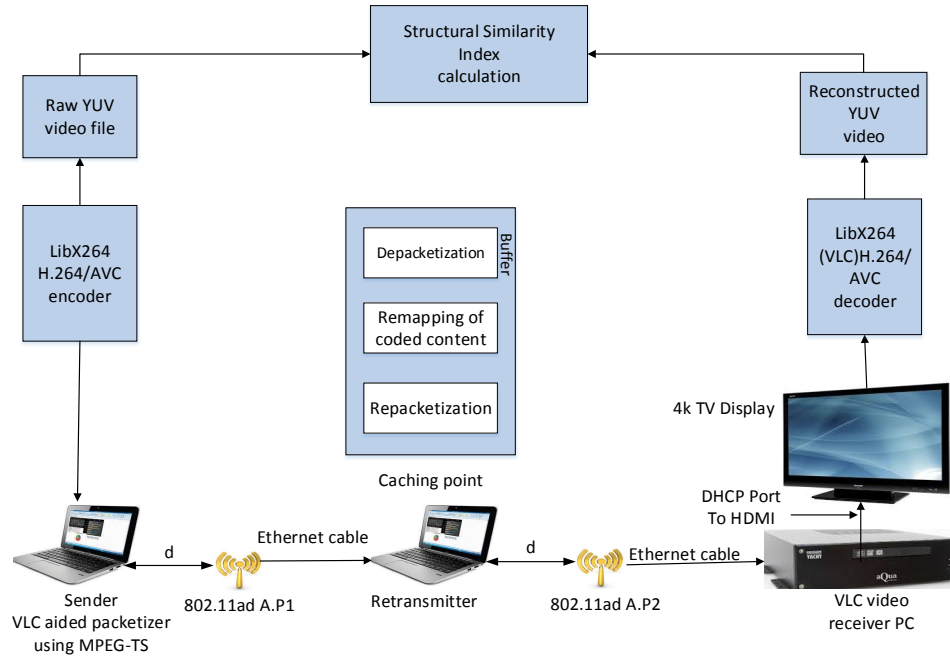 Structural Similarity
Index
calculation
Raw YUV
video file
Reconstructed
YUV
video
LibX264
H.264/AVC
encoder
Buffer
Depacketization
Remapping of
coded content
Repacketization
LibX264
(VLC)H.264/
AVC
decoder
4k TV Display
Caching point
DHCP Port
To HDMI
d
Ethernet cable
d
Ethernet cable
aQua
802.11ad A.P1
802.11ad A.P2
Sender
VLC aided packetizer
using MPEG-TS
Retransmitter
VLC video
receiver PC